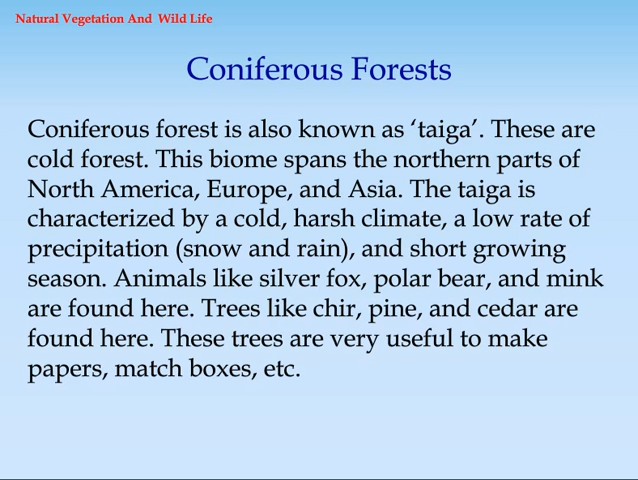 Natural Vegetation And Wild Life
Coniferous Forests
Coniferous forest is also known as ‘taiga’. These are
cold forest. This biome spans the northern parts of
North America, Europe, and Asia. The taiga is
characterized by a cold, harsh climate, a low rate of
precipitation (snow and rain), and short growing
season. Animals like silver fox, polar bear, and mink
are found here. Trees like chir, pine, and cedar are
found here. These trees are very useful to make
papers, match boxes, etc.